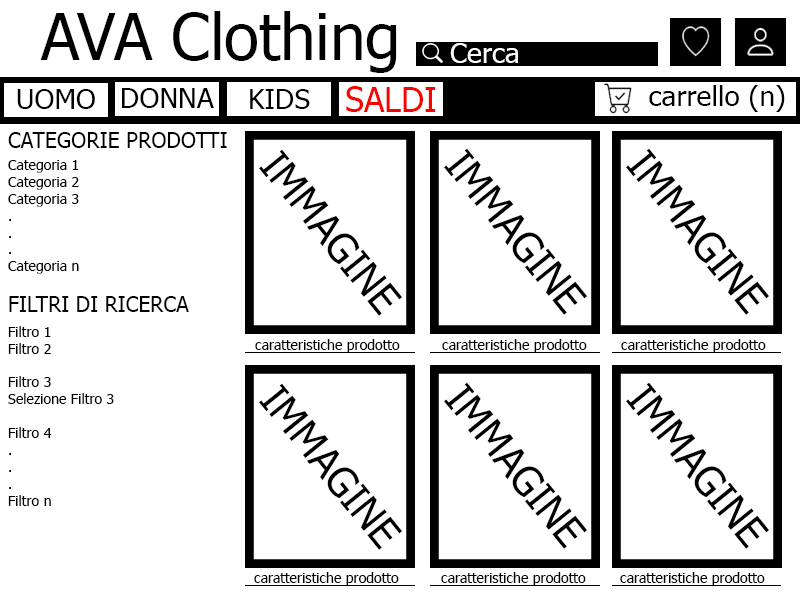 AVA Clothing
Cerca
UOMO
DONNA
KIDS
SALDI
carrello (n)
CATEGORIE PRODOTTI
Categoria 1
Categoria 2
Categoria 3
.
.
.
Categoria n
FILTRI DI RICERCA
Filtro 1
Filtro 2
Filtro 3
Selezione Filtro 3
Filtro 4
.
.
.
Filtro n
IMMAGINE
IMMAGINE
IMMAGINE
caratteristiche prodotto
caratteristiche prodotto
caratteristiche prodotto
IMMAGINE
IMMAGINE
IMMAGINE
caratteristiche prodotto
caratteristiche prodotto
caratteristiche prodotto